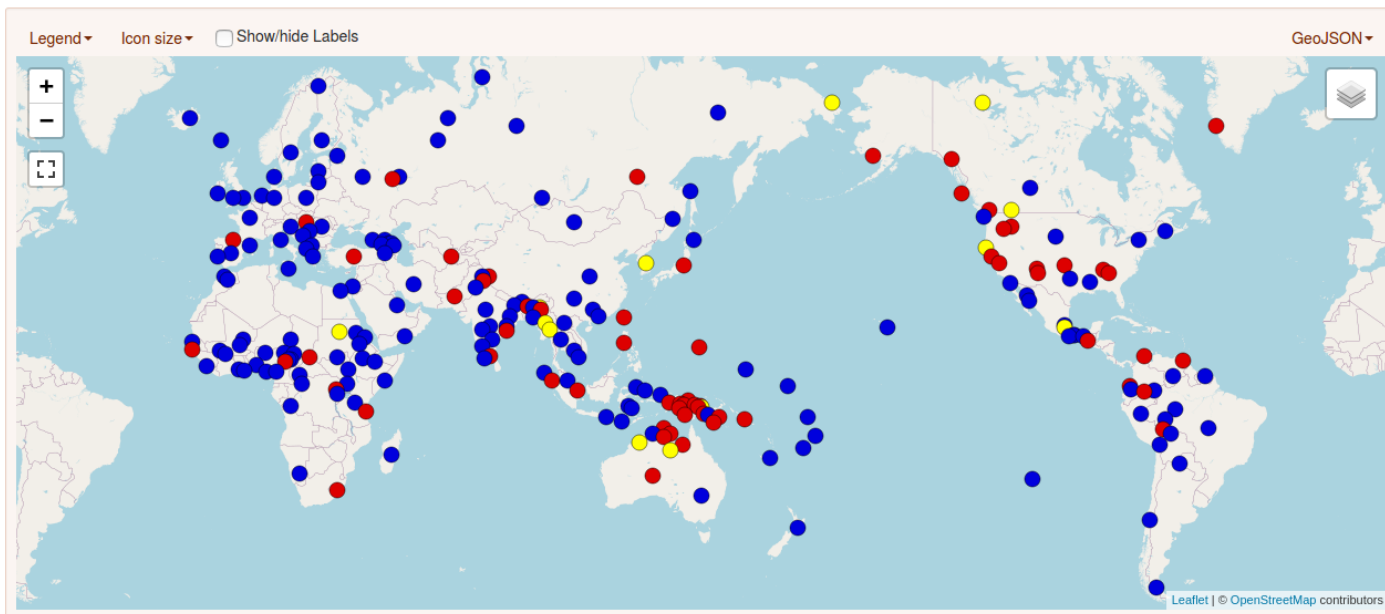 Legend▾ Icon size▾ Show/hide Labels GeoJSON▾
+
−
Leaflet | © OpenStreetMap contributors